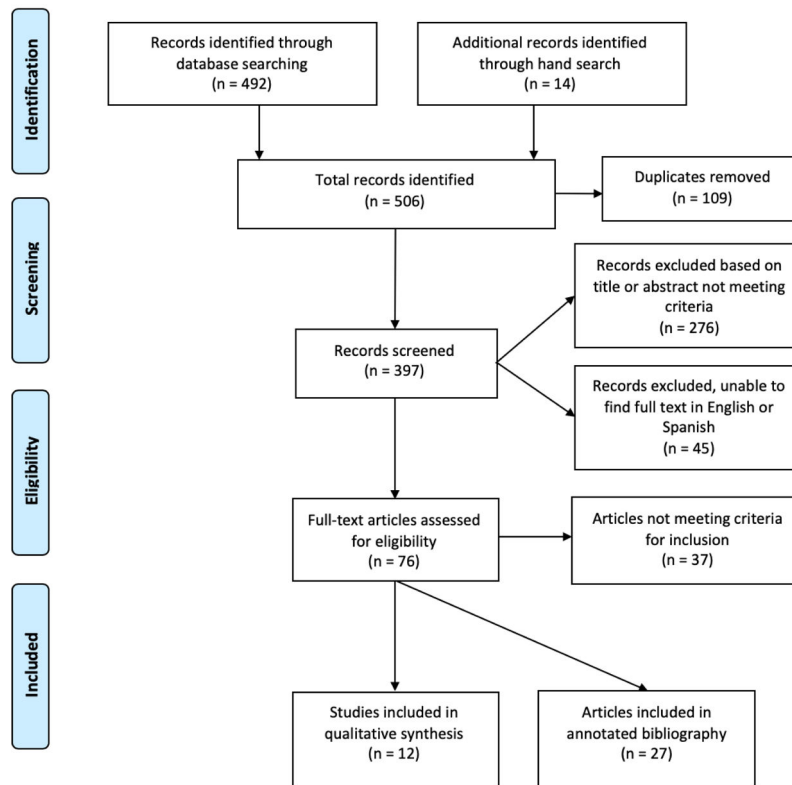 Identification
Records identified through
database searching
(n = 492)
Additional records identified
through hand search
(n = 14)
Total records identified
(n = 506)
Duplicates removed
(n = 109)
Screening
Records excluded based on
title or abstract not meeting
criteria
(n = 276)
Records screened
(n = 397)
Records excluded, unable to
find full text in English or
Spanish
(n = 45)
Eligibility
Full-text articles assessed
for eligibility
(n = 76)
Articles not meeting criteria
for inclusion
(n = 37)
Included
Studies included in
qualitative synthesis
(n = 12)
Articles included in
annotated bibliography
(n = 27)